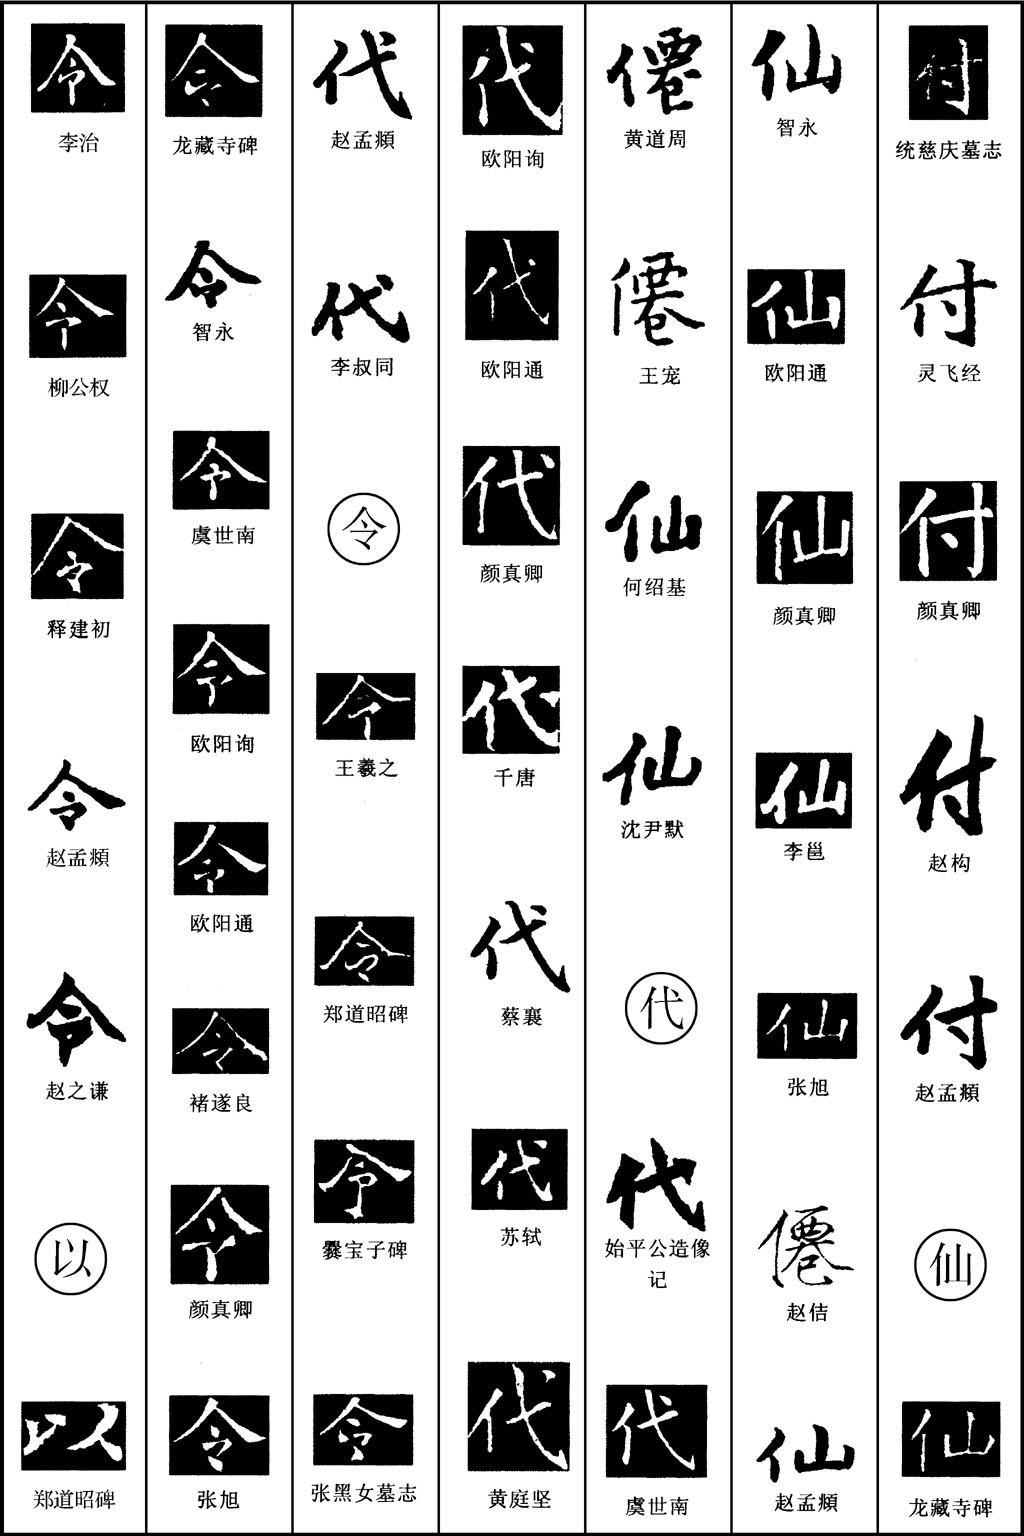 付
统慈庆墓志
付
灵飞经
付
颜真卿
付
赵构
付
赵孟頫
仙
仙
龙藏寺碑
仙
智永
仙
欧阳通
仙
颜真卿
仙
李邕
仙
张旭
僊
赵佶
仙
赵孟頫
僊
黄道周
僊
王宠
仙
何绍基
仙
沈尹默
代
代
始平公造像
记
代
虞世南
代
欧阳询
代
欧阳通
代
颜真卿
代
千唐
代
蔡襄
代
苏轼
代
黄庭坚
代
赵孟頫
代
李叔同
令
令
王羲之
令
郑道昭碑
令
爨宝子碑
令
张黑女墓志
令
龙藏寺碑
令
智永
令
虞世南
令
欧阳询
令
欧阳通
令
褚遂良
令
颜真卿
令
张旭
令
李治
令
柳公权
令
释建初
令
赵孟頫
令
赵之谦
以
以
郑道昭碑